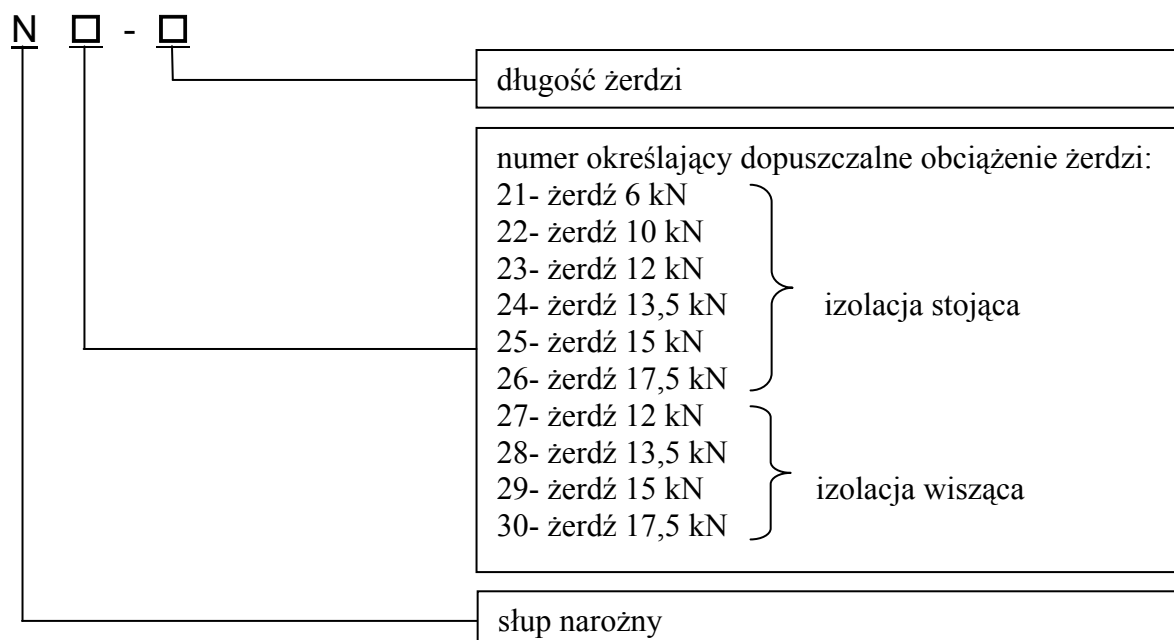 N □ - □
długość żerdzi
numer określający dopuszczalne obciążenie żerdzi:
21- żerdź 6 kN
22- żerdź 10 kN
23- żerdź 12 kN
24- żerdź 13,5 kN
izolacja stojąca
25- żerdź 15 kN
26- żerdź 17,5 kN
27- żerdź 12 kN
28- żerdź 13,5 kN
29- żerdź 15 kN
izolacja wisząca
30- żerdź 17,5 kN
słup narożny